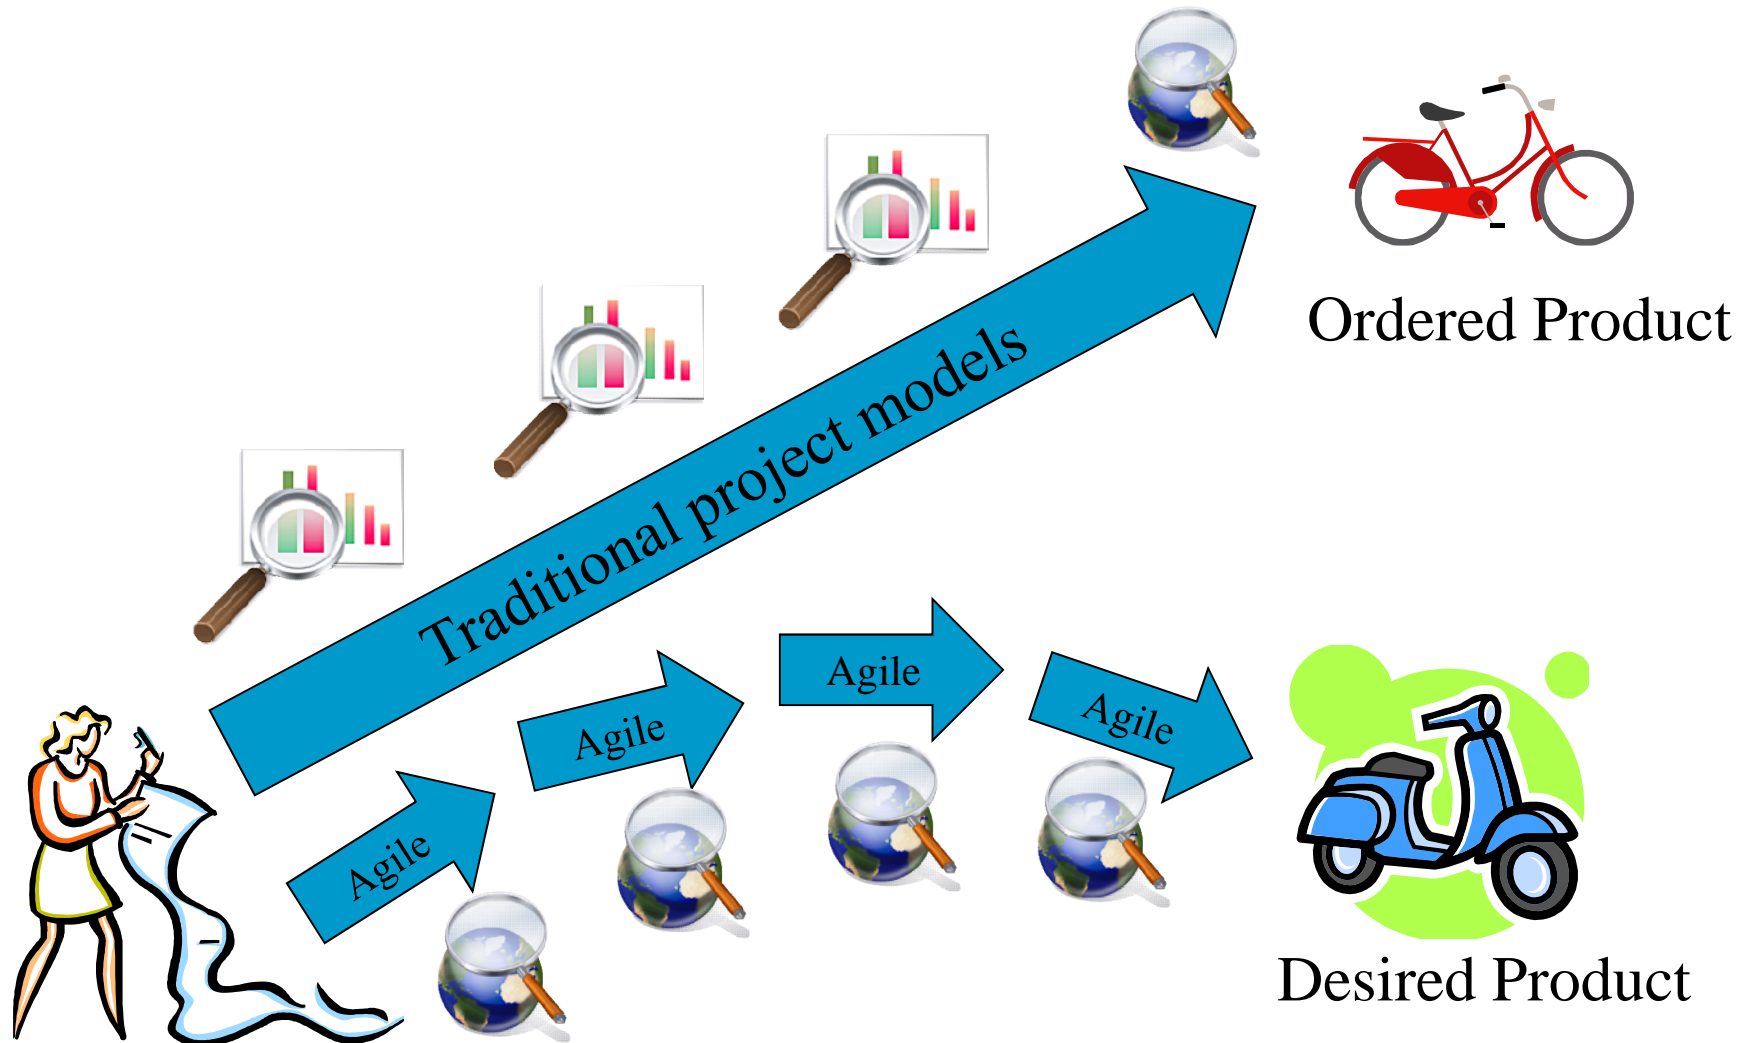 Traditional project models
Ordered Product
Agile
Agile
Agile
Agile
Desired Product